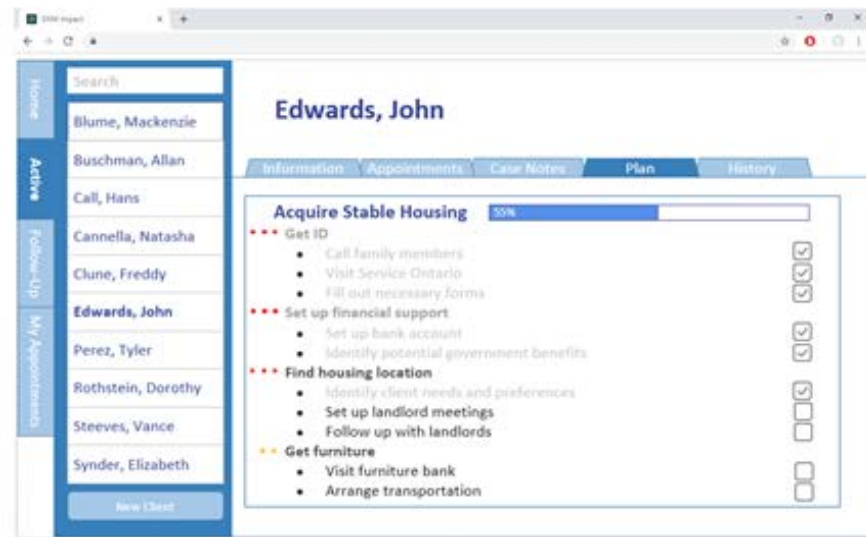 Home
Active
Follow-Up
My Appointments
Search
Blume, Mackenzie
Buschman, Allan
Call, Hans
Cannella, Natasha
Clune, Freddy
Edwards, John
Perez, Tyler
Rothstein, Dorothy
Steeves, Vance
Synder, Elizabeth
New Client
Edwards, John
Information Appointments Case Notes Plan History
Acquire Stable Housing 55%
Get ID
Call family members
Visit Service Ontario
Fill out necessary forms
Set up financial support
Set up bank account
Identify potential government benefits
Find housing location
Identify client needs and preferences
Set up landlord meetings
Follow up with landlords
Get furniture
Visit furniture bank
Arrange transportation